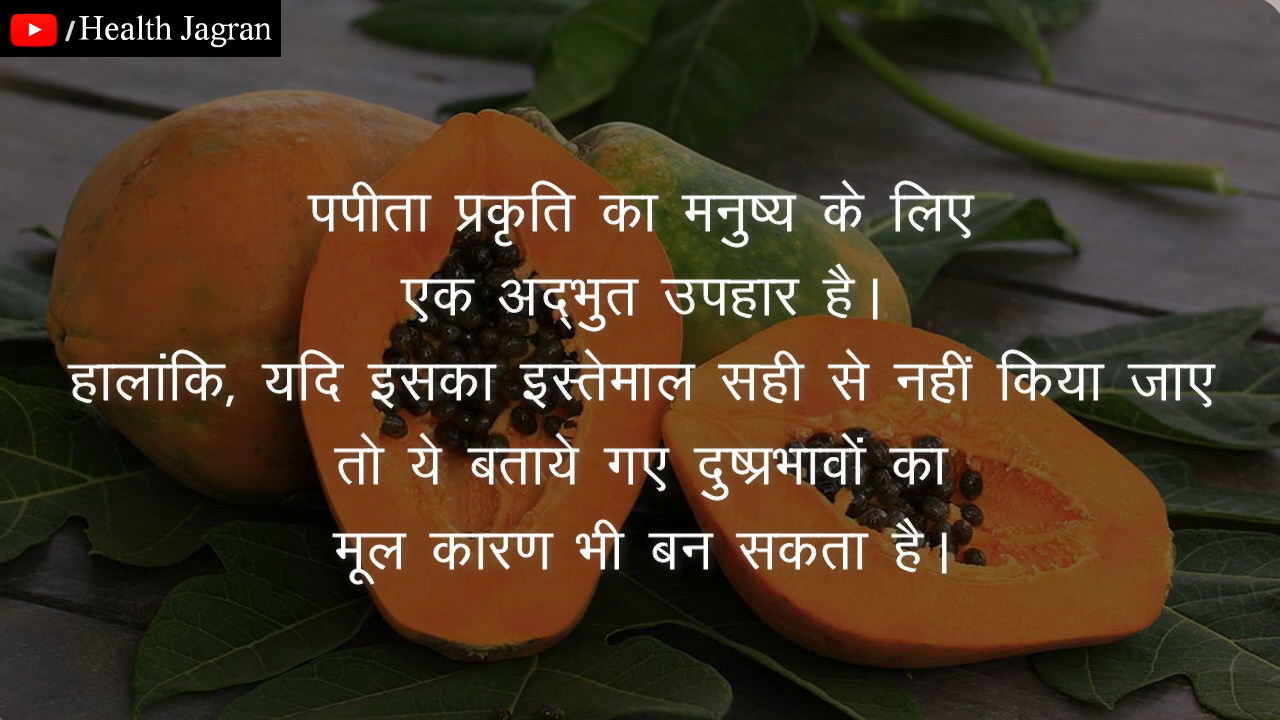 /Health Jagran
पपीता प्रकृति का मनुष्य के लिए
एक अद्‌भुत उपहार है।
हालांकि, यदि इसका इस्तेमाल सही से नहीं किया जाए
तो ये बताये गए दुष्प्रभावों का
मूल कारण भी बन सकता है।